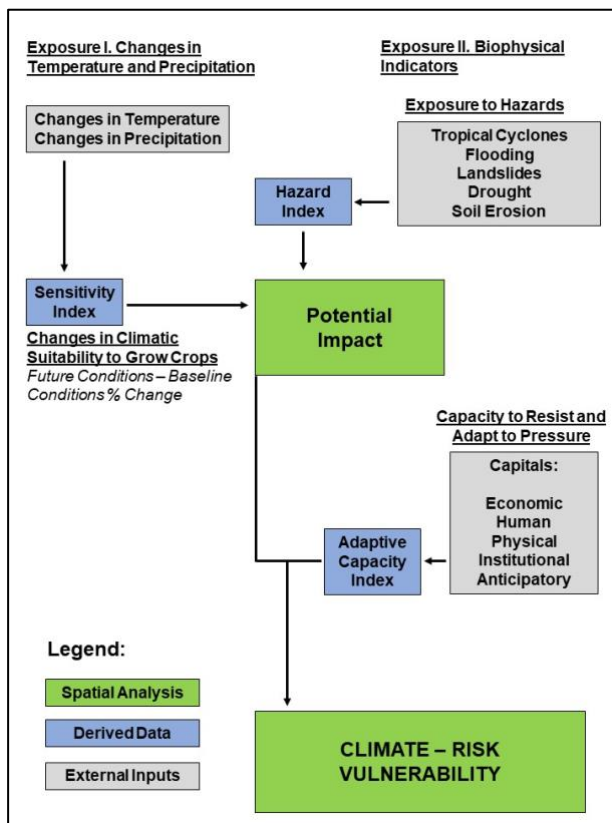 Exposure I. Changes in
Temperature and Precipitation
Exposure II. Biophysical
Indicators
Changes in Temperature
Changes in Precipitation
Exposure to Hazards
Tropical Cyclones
Flooding
Landslides
Drought
Soil Erosion
Hazard
Index
Sensitivity
Index
Potential
Impact
Changes in Climatic
Suitability to Grow Crops
Future Conditions – Baseline
Conditions % Change
Capacity to Resist and
Adapt to Pressure
Capitals:
Economic
Human
Physical
Institutional
Anticipatory
Adaptive
Capacity
Index
Legend:
Spatial Analysis
Derived Data
External Inputs
CLIMATE – RISK
VULNERABILITY